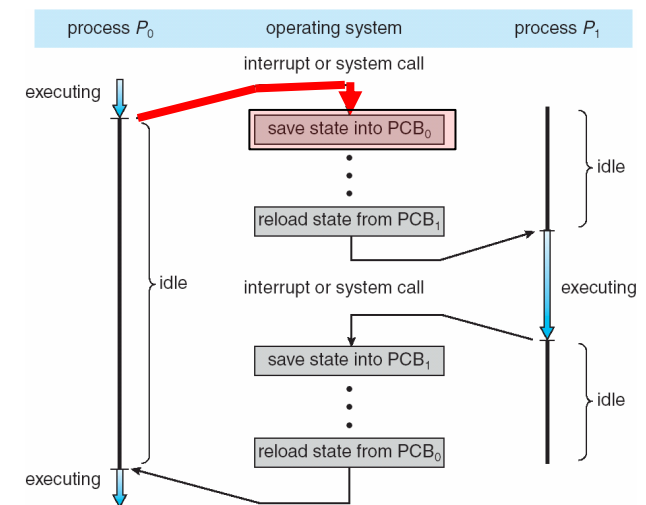 process P₀ operating system process P₁
interrupt or system call
executing
save state into PCB₀
idle
reload state from PCB₁
idle
interrupt or system call
executing
save state into PCB₁
idle
reload state from PCB₀
executing